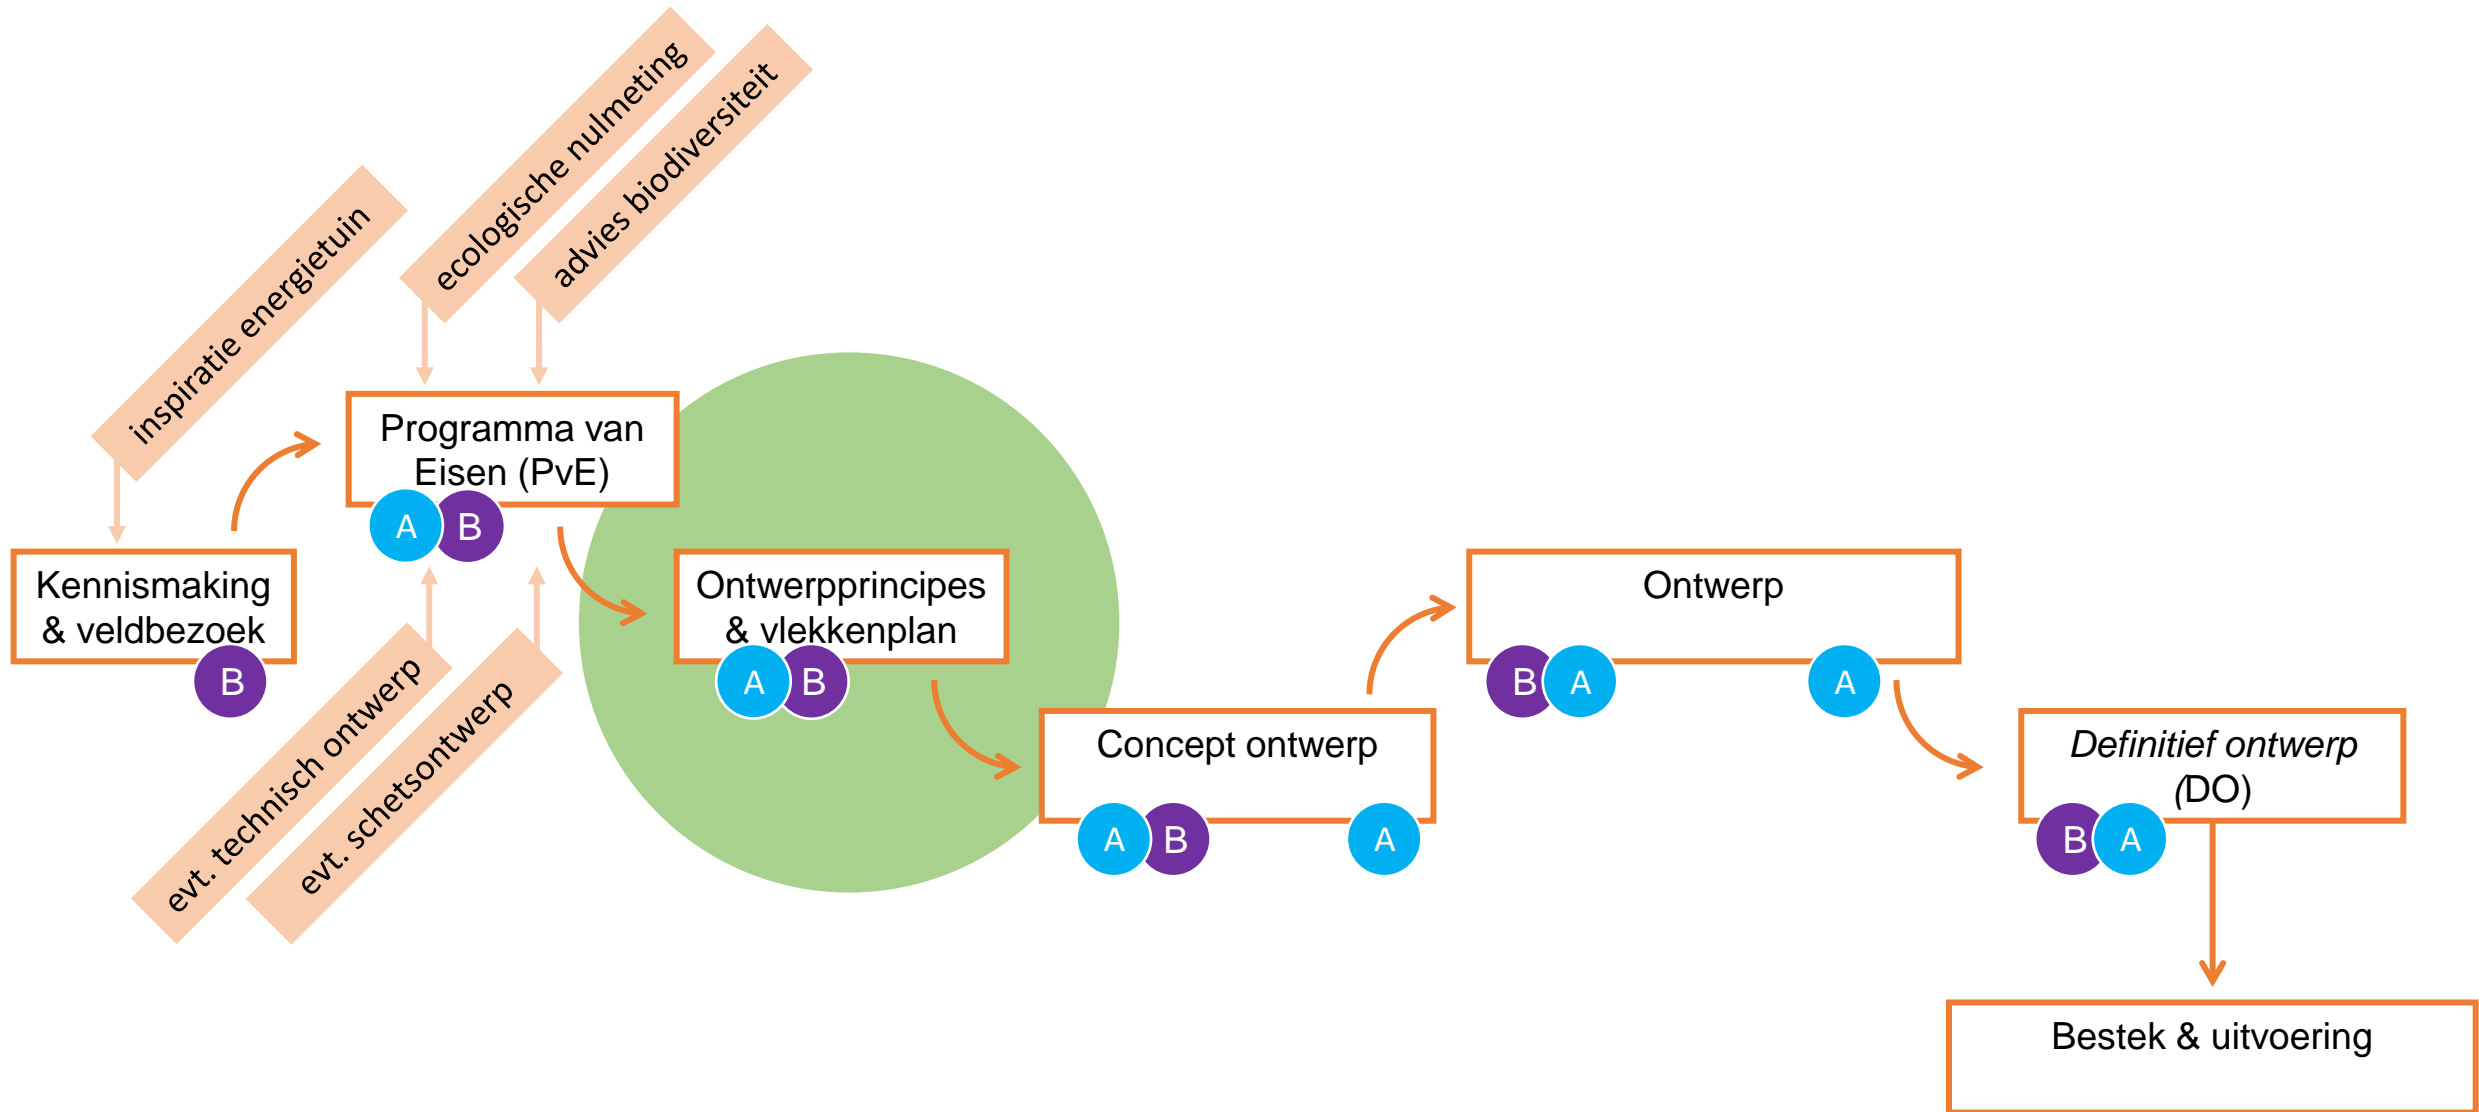 inspiratie energietuin
ecologische nulmeting
advies biodiversiteit
Kennismaking
& veldbezoek
B
Programma van
Eisen (PvE)
A
B
evt. technisch ontwerp
evt. schetsontwerp
Ontwerpprincipes
& vlekkenplan
A
B
Concept ontwerp
A
B
A
Ontwerp
B
A
A
Definitief ontwerp
(DO)
B
A
Bestek & uitvoering